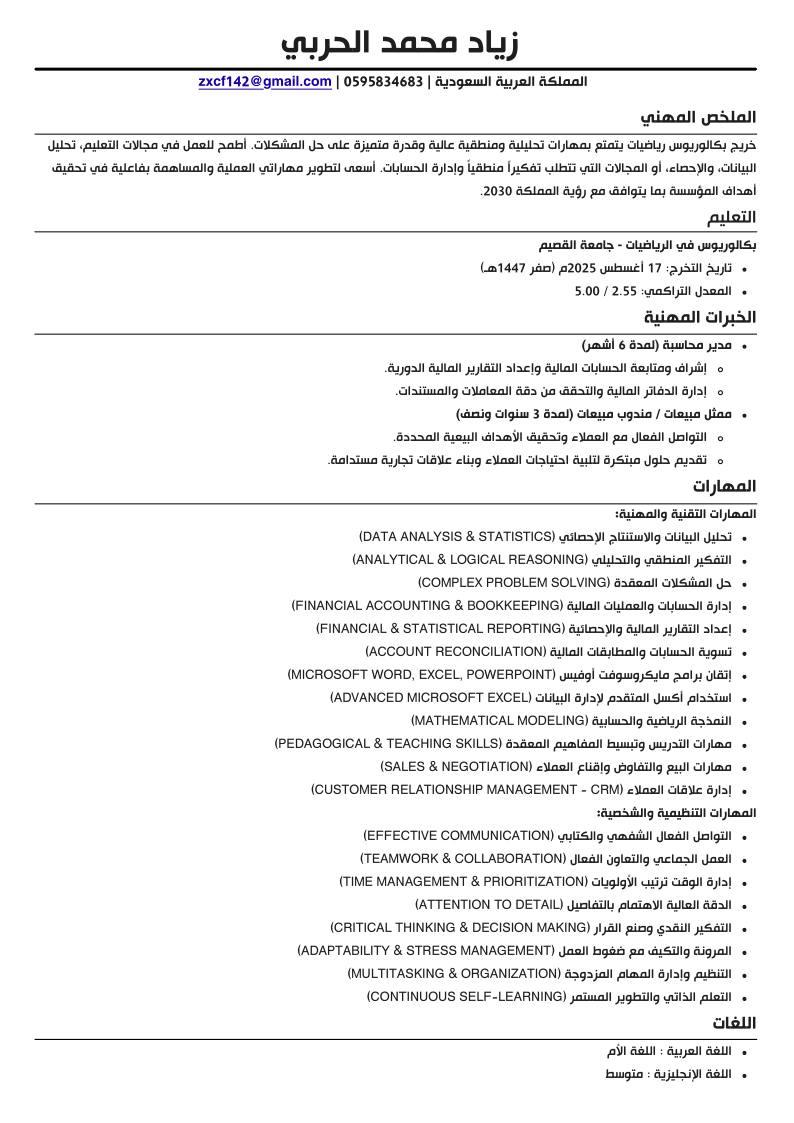 زياد محمد الحربي
المملكة العربية السعودية | 0595834683 | zxcf142@gmail.com
الملخص المهني
خريج بكالوريوس رياضيات يتمتع بمهارات تحليلية ومنطقية عالية وقدرة متميزة على حل المشكلات. أطمح للعمل في مجالات التعليم، تحليل
البيانات، والإحصاء، أو المجالات التي تتطلب تفكيراً منطقياً وإدارة الحسابات. أسعى لتطوير مهاراتي العملية والمساهمة بفاعلية في تحقيق
أهداف المؤسسة بما يتوافق مع رؤية المملكة 2030.
التعليم
بكالوريوس في الرياضيات - جامعة القصيم
• تاريخ التخرج: 17 أغسطس 2025م (صفر 1447هـ)
• المعدل التراكمي: 2.55 / 5.00
الخبرات المهنية
• مدير محاسبة (لمدة 6 أشهر)
o إشراف ومتابعة الحسابات المالية وإعداد التقارير المالية الدورية.
o إدارة الدفاتر المالية والتحقق من دقة المعاملات والمستندات.
• ممثل مبيعات / مندوب مبيعات (لمدة 3 سنوات ونصف)
o التواصل الفعال مع العملاء وتحقيق الأهداف البيعية المحددة.
o تقديم حلول مبتكرة لتلبية احتياجات العملاء وبناء علاقات تجارية مستدامة.
المهارات
المهارات التقنية والمهنية:
• تحليل البيانات والاستنتاج الإحصائي (DATA ANALYSIS & STATISTICS)
• التفكير المنطقي والتحليلي (ANALYTICAL & LOGICAL REASONING)
• حل المشكلات المعقدة (COMPLEX PROBLEM SOLVING)
• إدارة الحسابات والعمليات المالية (FINANCIAL ACCOUNTING & BOOKKEEPING)
• إعداد التقارير المالية والإحصائية (FINANCIAL & STATISTICAL REPORTING)
• تسوية الحسابات والمطابقات المالية (ACCOUNT RECONCILIATION)
• إتقان برامج مايكروسوفت أوفيس (MICROSOFT WORD, EXCEL, POWERPOINT)
• استخدام أكسل المتقدم لإدارة البيانات (ADVANCED MICROSOFT EXCEL)
• النمذجة الرياضية والحسابية (MATHEMATICAL MODELING)
• مهارات التدريس وتبسيط المفاهيم المعقدة (PEDAGOGICAL & TEACHING SKILLS)
• مهارات البيع والتفاوض وإقناع العملاء (SALES & NEGOTIATION)
• إدارة علاقات العملاء (CUSTOMER RELATIONSHIP MANAGEMENT - CRM)
المهارات التنظيمية والشخصية:
• التواصل الفعال الشفهي والكتابي (EFFECTIVE COMMUNICATION)
• العمل الجماعي والتعاون الفعال (TEAMWORK & COLLABORATION)
• إدارة الوقت ترتيب الأولويات (TIME MANAGEMENT & PRIORITIZATION)
• الدقة العالية الاهتمام بالتفاصيل (ATTENTION TO DETAIL)
• التفكير النقدي وصنع القرار (CRITICAL THINKING & DECISION MAKING)
• المرونة والتكيف مع ضغوط العمل (ADAPTABILITY & STRESS MANAGEMENT)
• التنظيم وإدارة المهام المزدوجة (MULTITASKING & ORGANIZATION)
• التعلم الذاتي والتطوير المستمر (CONTINUOUS SELF-LEARNING)
اللغات
• اللغة العربية : اللغة الأم
• اللغة الإنجليزية : متوسط